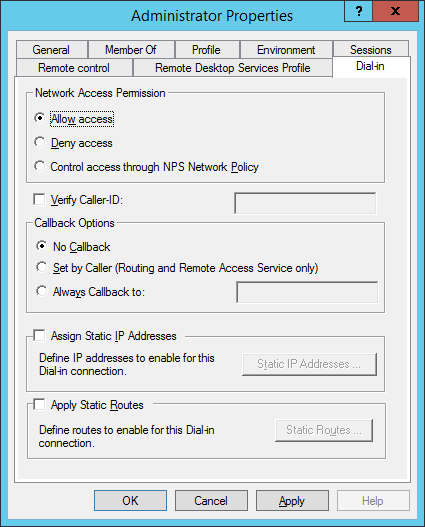 Administrator Properties
?
General
Member Of
Profile
Environment
Sessions
Remote control
Remote Desktop Services Profile
Dial-in
Network Access Permission
Allow access
Deny access
Control access through NPS Network Policy
Verify Caller-ID:
Callback Options
No Callback
Set by Caller (Routing and Remote Access Service only)
Always Callback to:
Assign Static IP Addresses
Define IP addresses to enable for this
Dial-in connection.
Static IP Addresses ...
Apply Static Routes
Define routes to enable for this Dial-in
connection.
Static Routes ...
OK
Cancel
Apply
Help